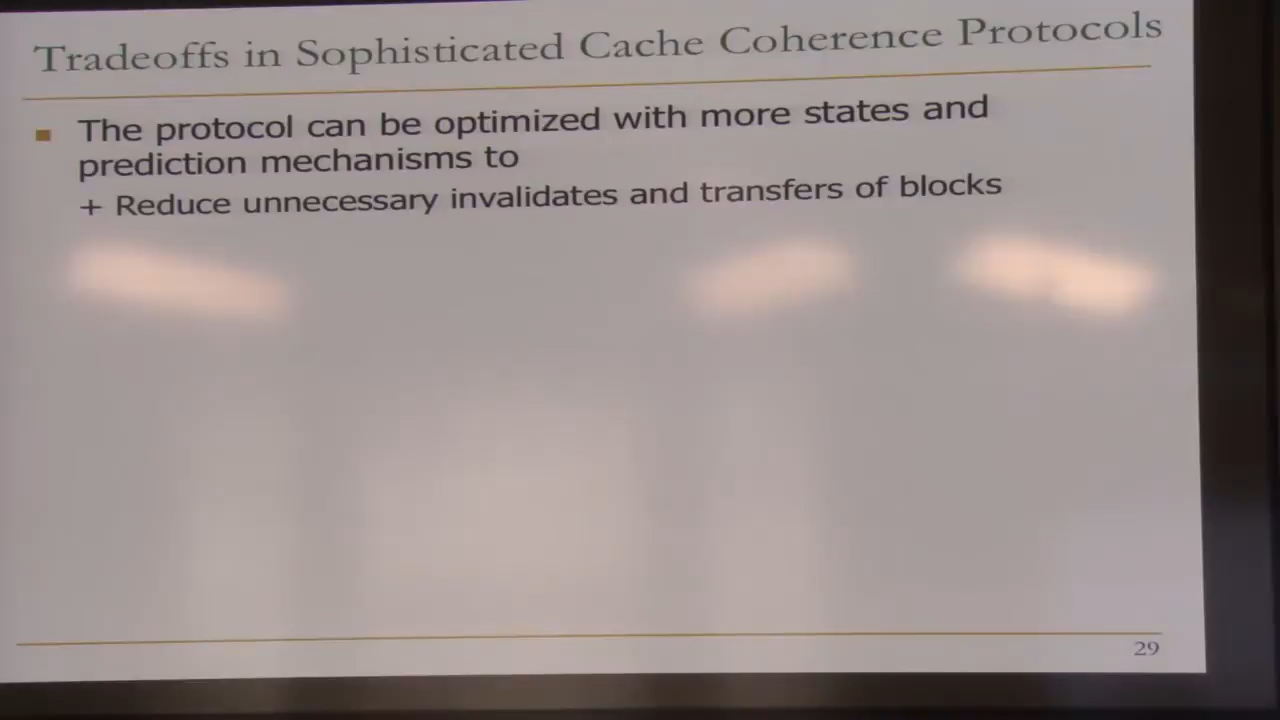 Tradeoffs in Sophisticated Cache Coherence Protocols
The protocol can be optimized with more states and
prediction mechanisms to
+ Reduce unnecessary invalidates and transfers of blocks
29